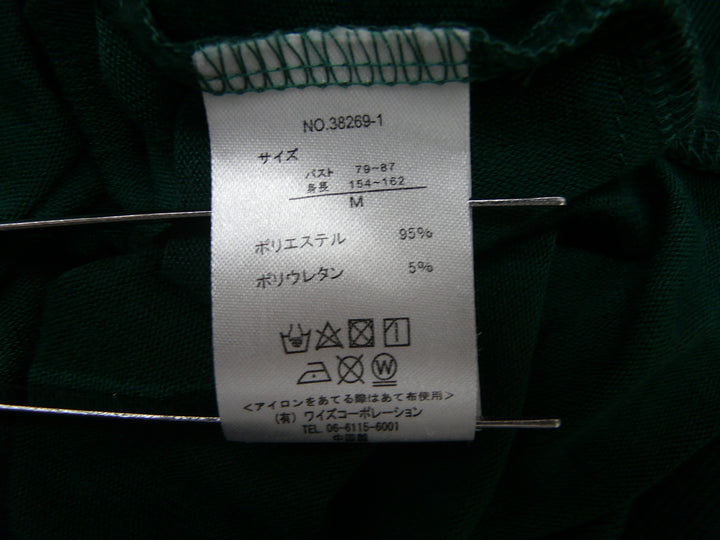 NO.38269-1
サイズ
バスト 79~87
身長 154~162
M
ポリエステル 95%
ポリウレタン 5%
W
<アイロンをあてる際はあて布使用>
(有) ワイズコーポレーション
TEL. 06-6115-6001
中国製